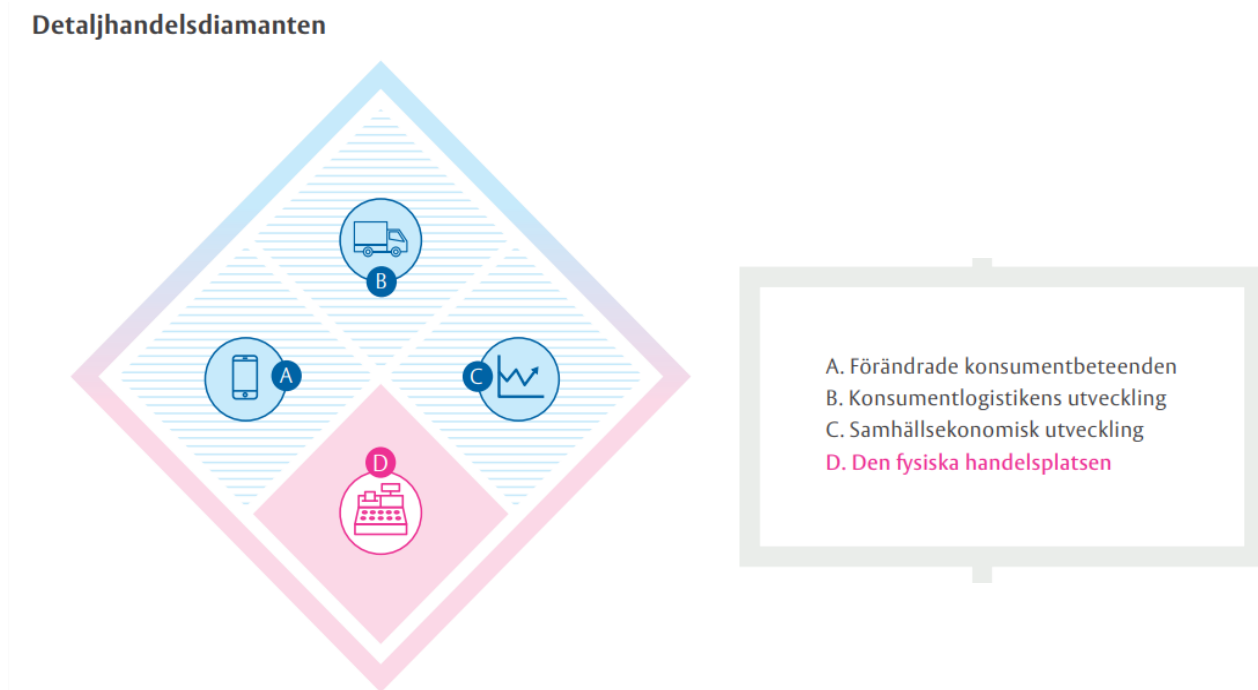 Detaljhandelsdiamanten
B
A
C
D
A. Förändrade konsumentbeteenden
B. Konsumentlogistikens utveckling
C. Samhällsekonomisk utveckling
D. Den fysiska handelsplatsen